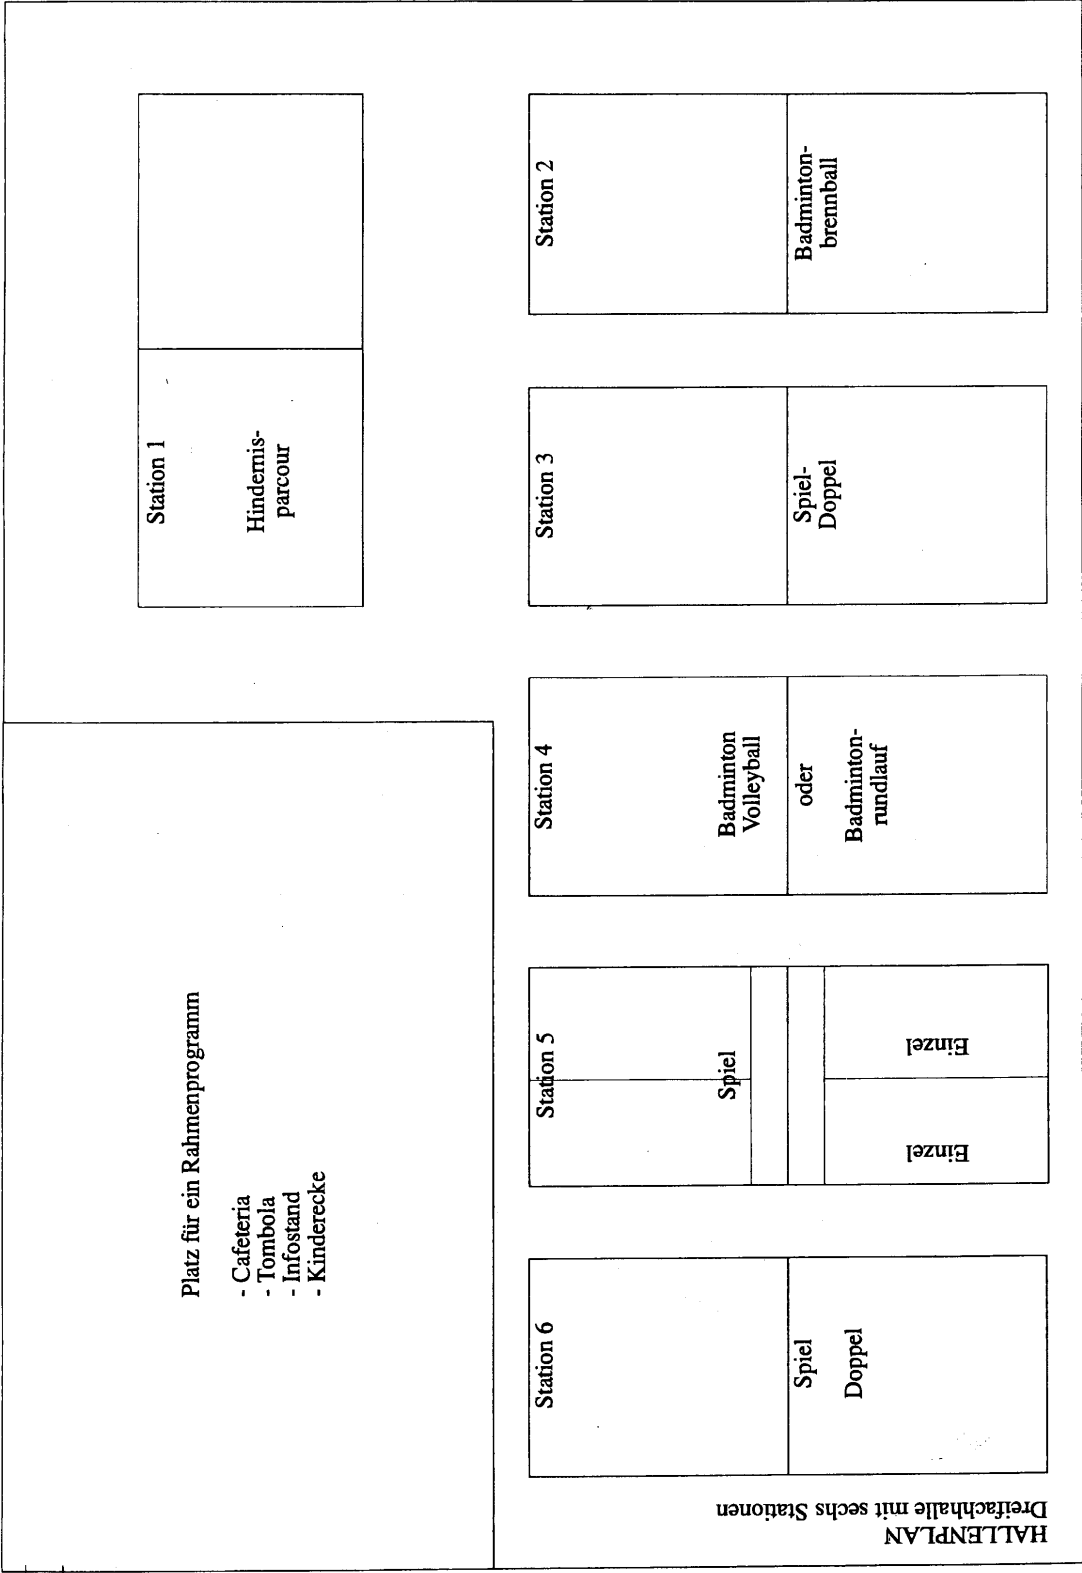 HALLENPLAN
Dreifachhalle mit sechs Stationen
Platz für ein Rahmenprogramm
- Cafeteria
- Tombola
- Infostand
- Kinderecke
Station 1
Hindernis-
parcour
Station 2
Badminton-
brennball
Station 3
Spiel-
Doppel
Station 4
Badminton
Volleyball
oder
Badminton-
rundlauf
Station 5
Spiel
Einzel
Einzel
Station 6
Spiel
Doppel